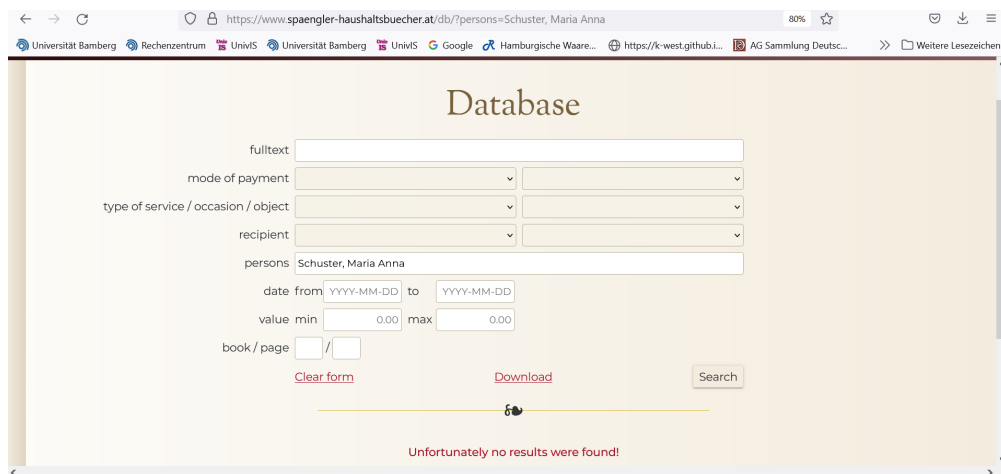 https://www.spaengler-haushaltsbuecher.at/db/?persons=Schuster, Maria Anna 80%
Universität Bamberg Rechenzentrum UnivIS Universität Bamberg UnivIS Google Hamburgische Waare... https://k-west.github.i... AG Sammlung Deutsc... Weitere Lesezeichen
Database
fulltext
mode of payment
type of service / occasion / object
recipient
persons Schuster, Maria Anna
date from YYYY-MM-DD to YYYY-MM-DD
value min 0.00 max 0.00
book / page /
Clear form Download Search
Unfortunately no results were found!